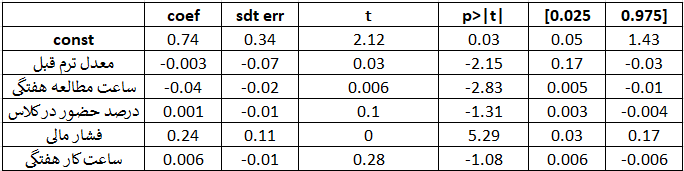 coef sdt err t p>|t| [0.025 0.975]
const 0.74 0.34 2.12 0.03 0.05 1.43
معدل ترم قبل -0.003 -0.07 0.03 -2.15 0.17 -0.03
ساعت مطالعه هفتگی -0.04 -0.02 0.006 -2.83 0.005 -0.01
درصد حضور در کلاس 0.001 -0.01 0.1 -1.31 0.003 -0.004
فشار مالی 0.24 0.11 0 5.29 0.03 0.17
ساعت کار هفتگی 0.006 -0.01 0.28 -1.08 0.006 -0.006